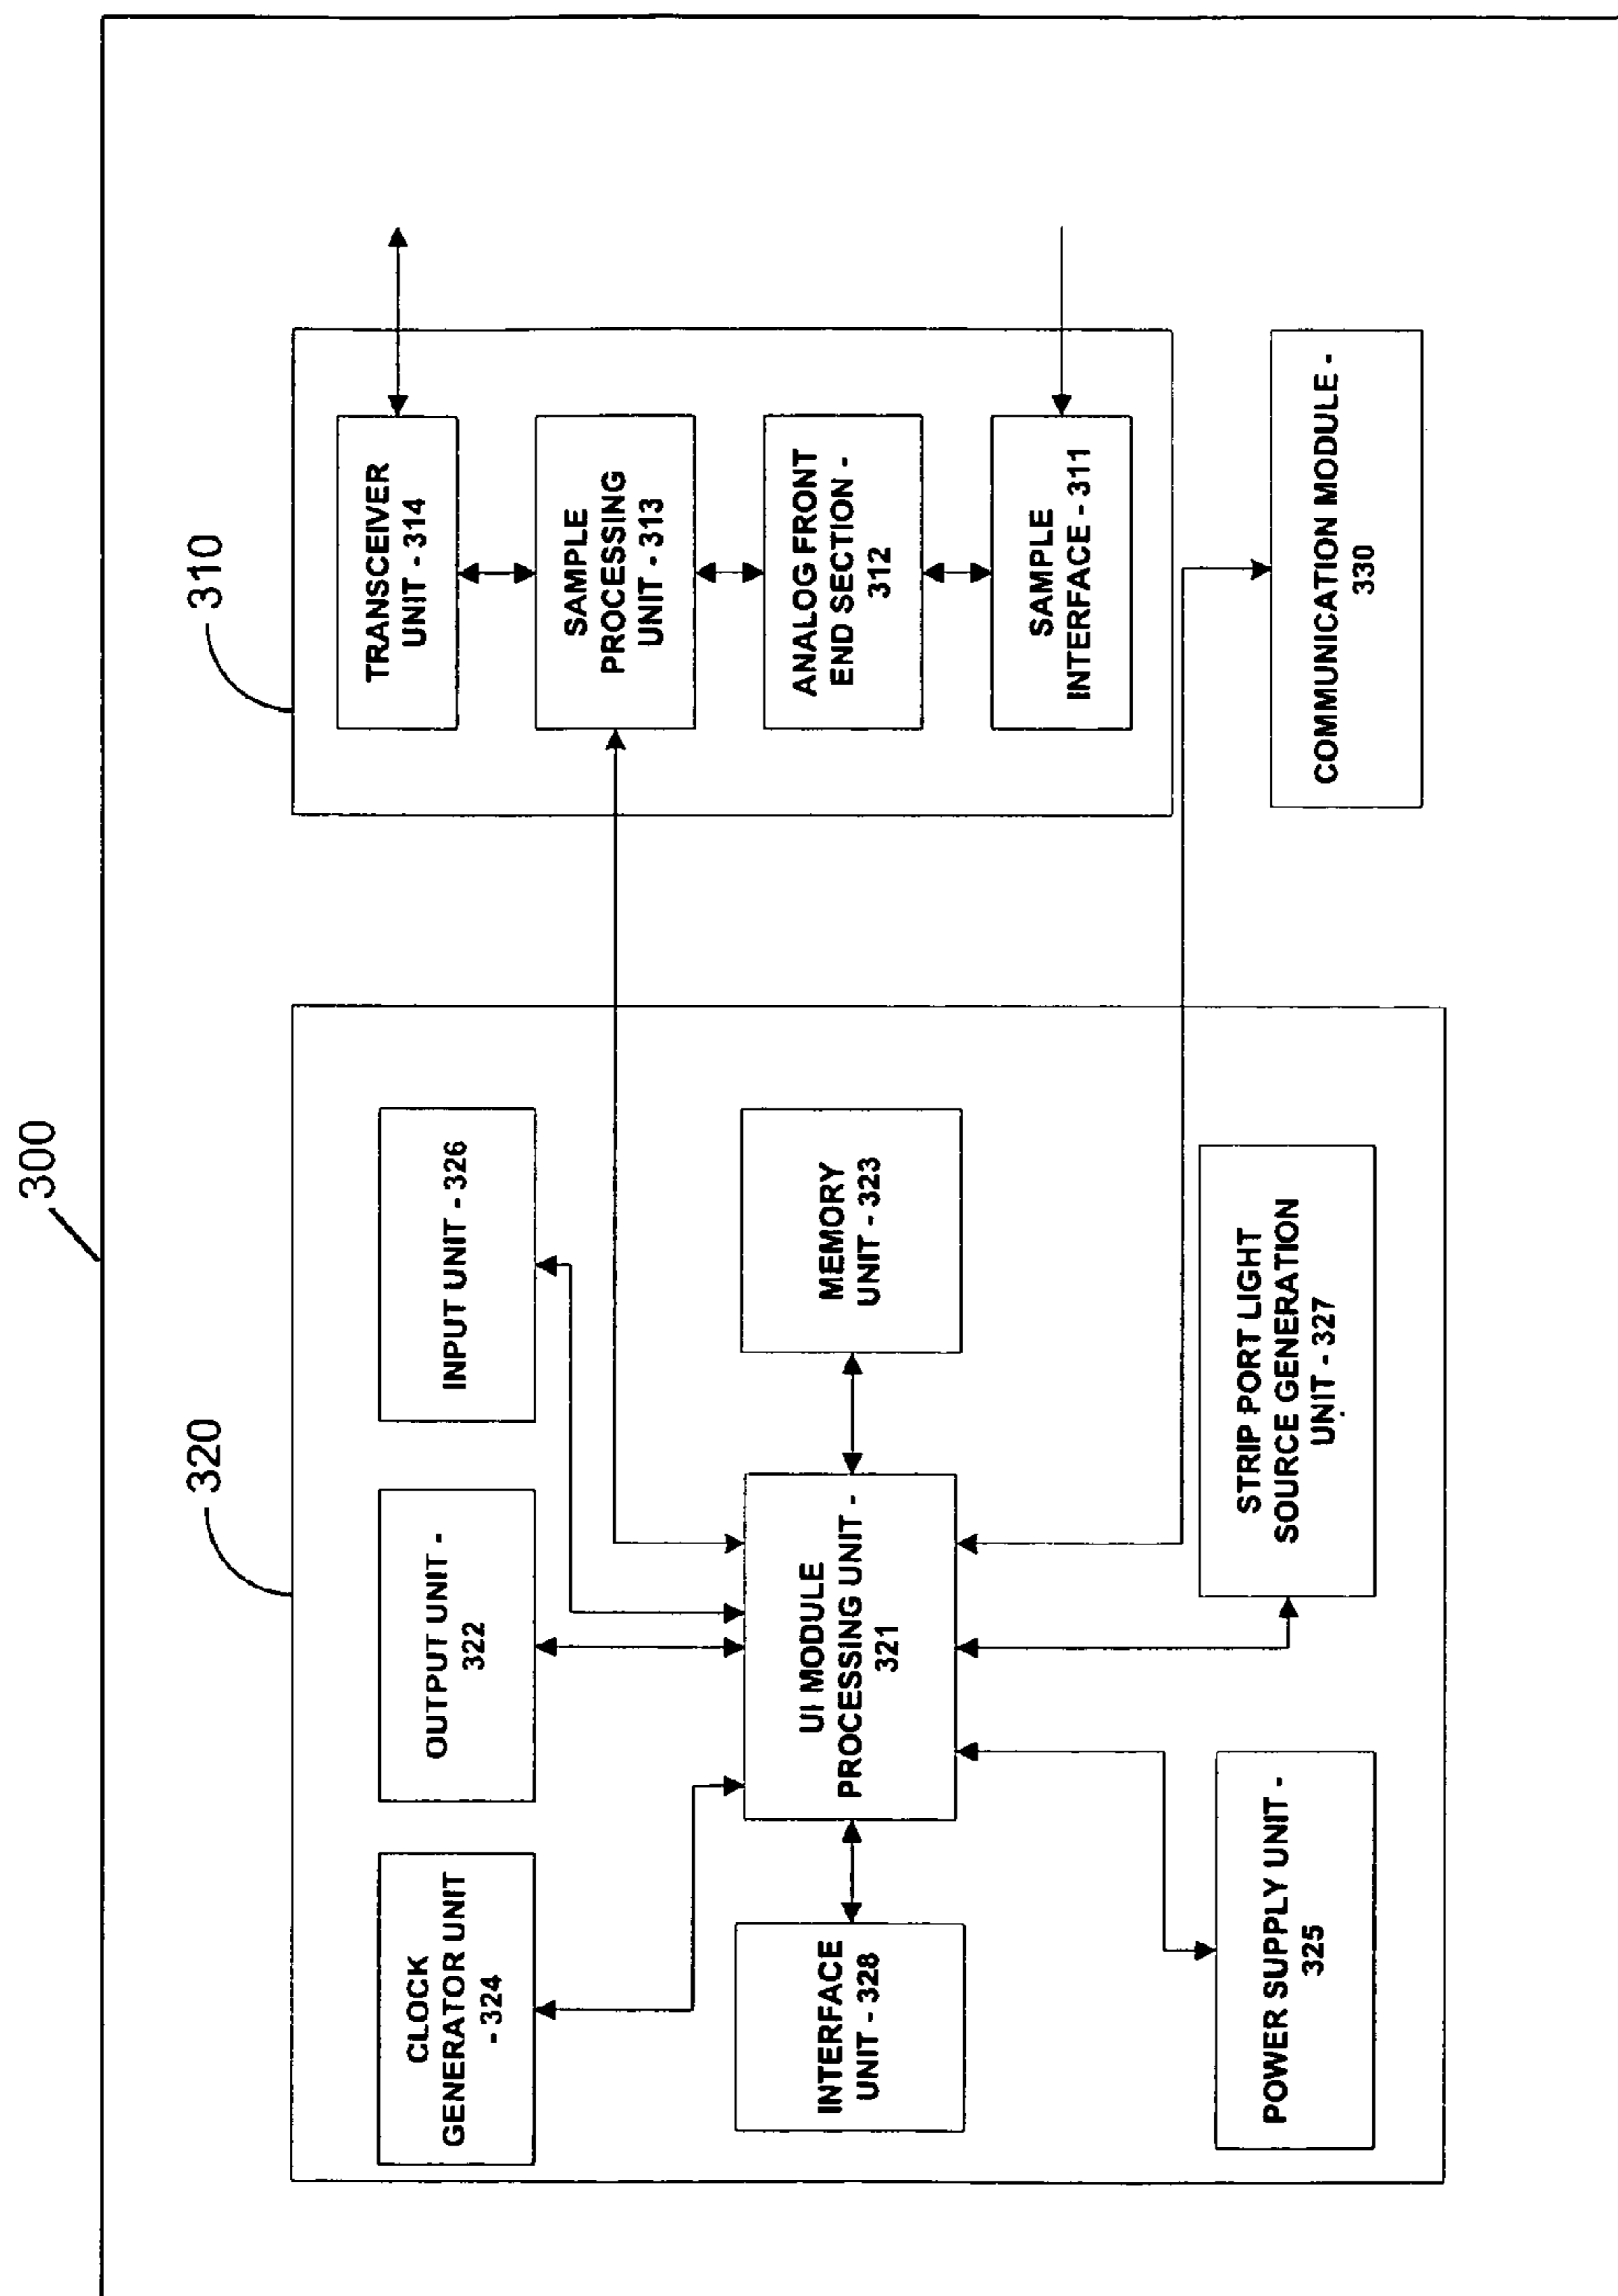 300
320
310
CLOCK
GENERATOR UNIT
- 324
OUTPUT UNIT -
322
INPUT UNIT - 326
TRANSCEIVER
UNIT - 314
SAMPLE
PROCESSING
UNIT - 313
INTERFACE
UNIT - 328
UI MODULE
PROCESSING UNIT -
321
MEMORY
UNIT - 323
ANALOG FRONT
END SECTION -
312
SAMPLE
INTERFACE - 311
POWER SUPPLY UNIT -
325
STRIP PORT LIGHT
SOURCE GENERATION
UNIT - 327
COMMUNICATION MODULE -
330